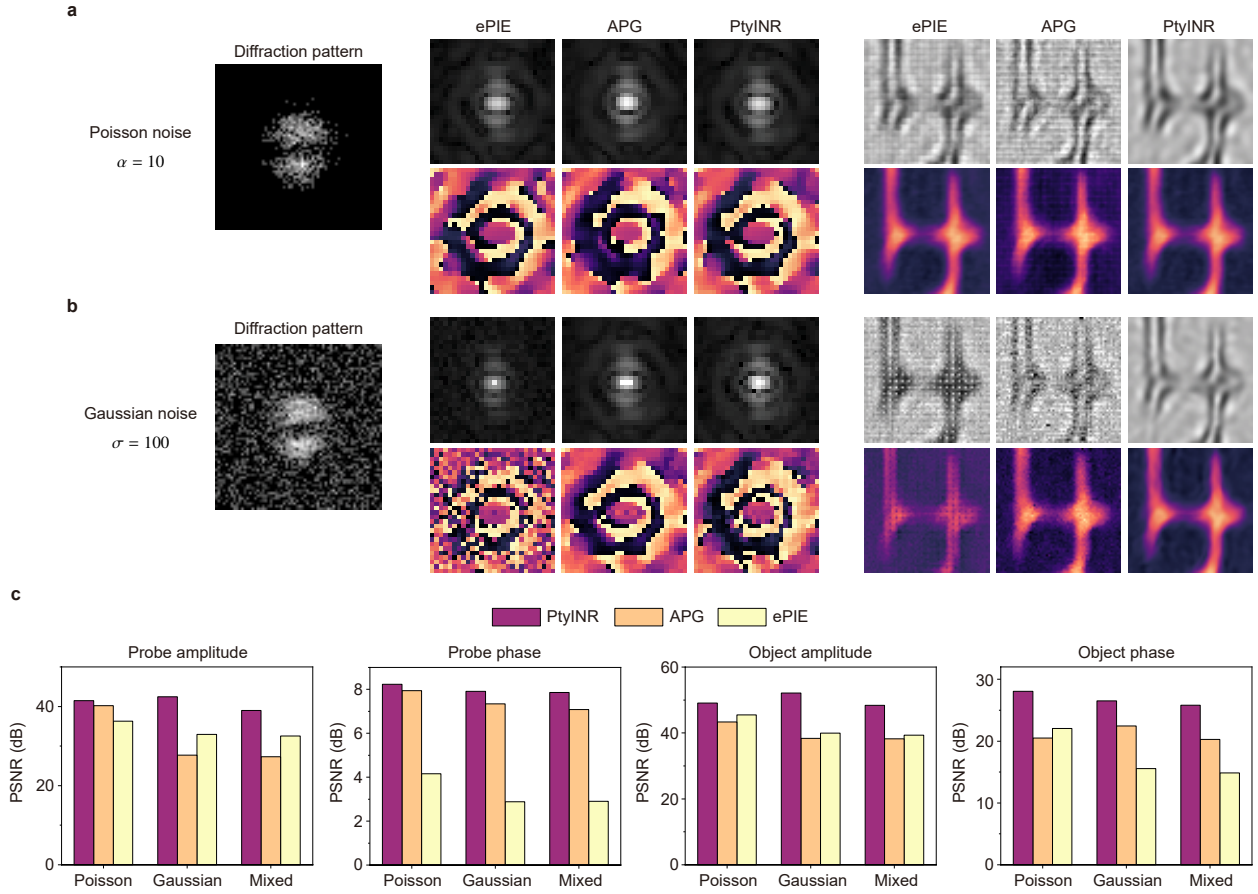 a
ePIE APG PtyINR ePIE APG PtyINR
Diffraction pattern
Poisson noise
α = 10
b
Diffraction pattern
Gaussian noise
σ = 100
c
PtyINR APG ePIE
Probe amplitude
PSNR (dB)
40
20
0
Poisson Gaussian Mixed
Probe phase
PSNR (dB)
8
6
4
2
0
Poisson Gaussian Mixed
Object amplitude
PSNR (dB)
60
40
20
0
Poisson Gaussian Mixed
Object phase
PSNR (dB)
30
20
10
0
Poisson Gaussian Mixed